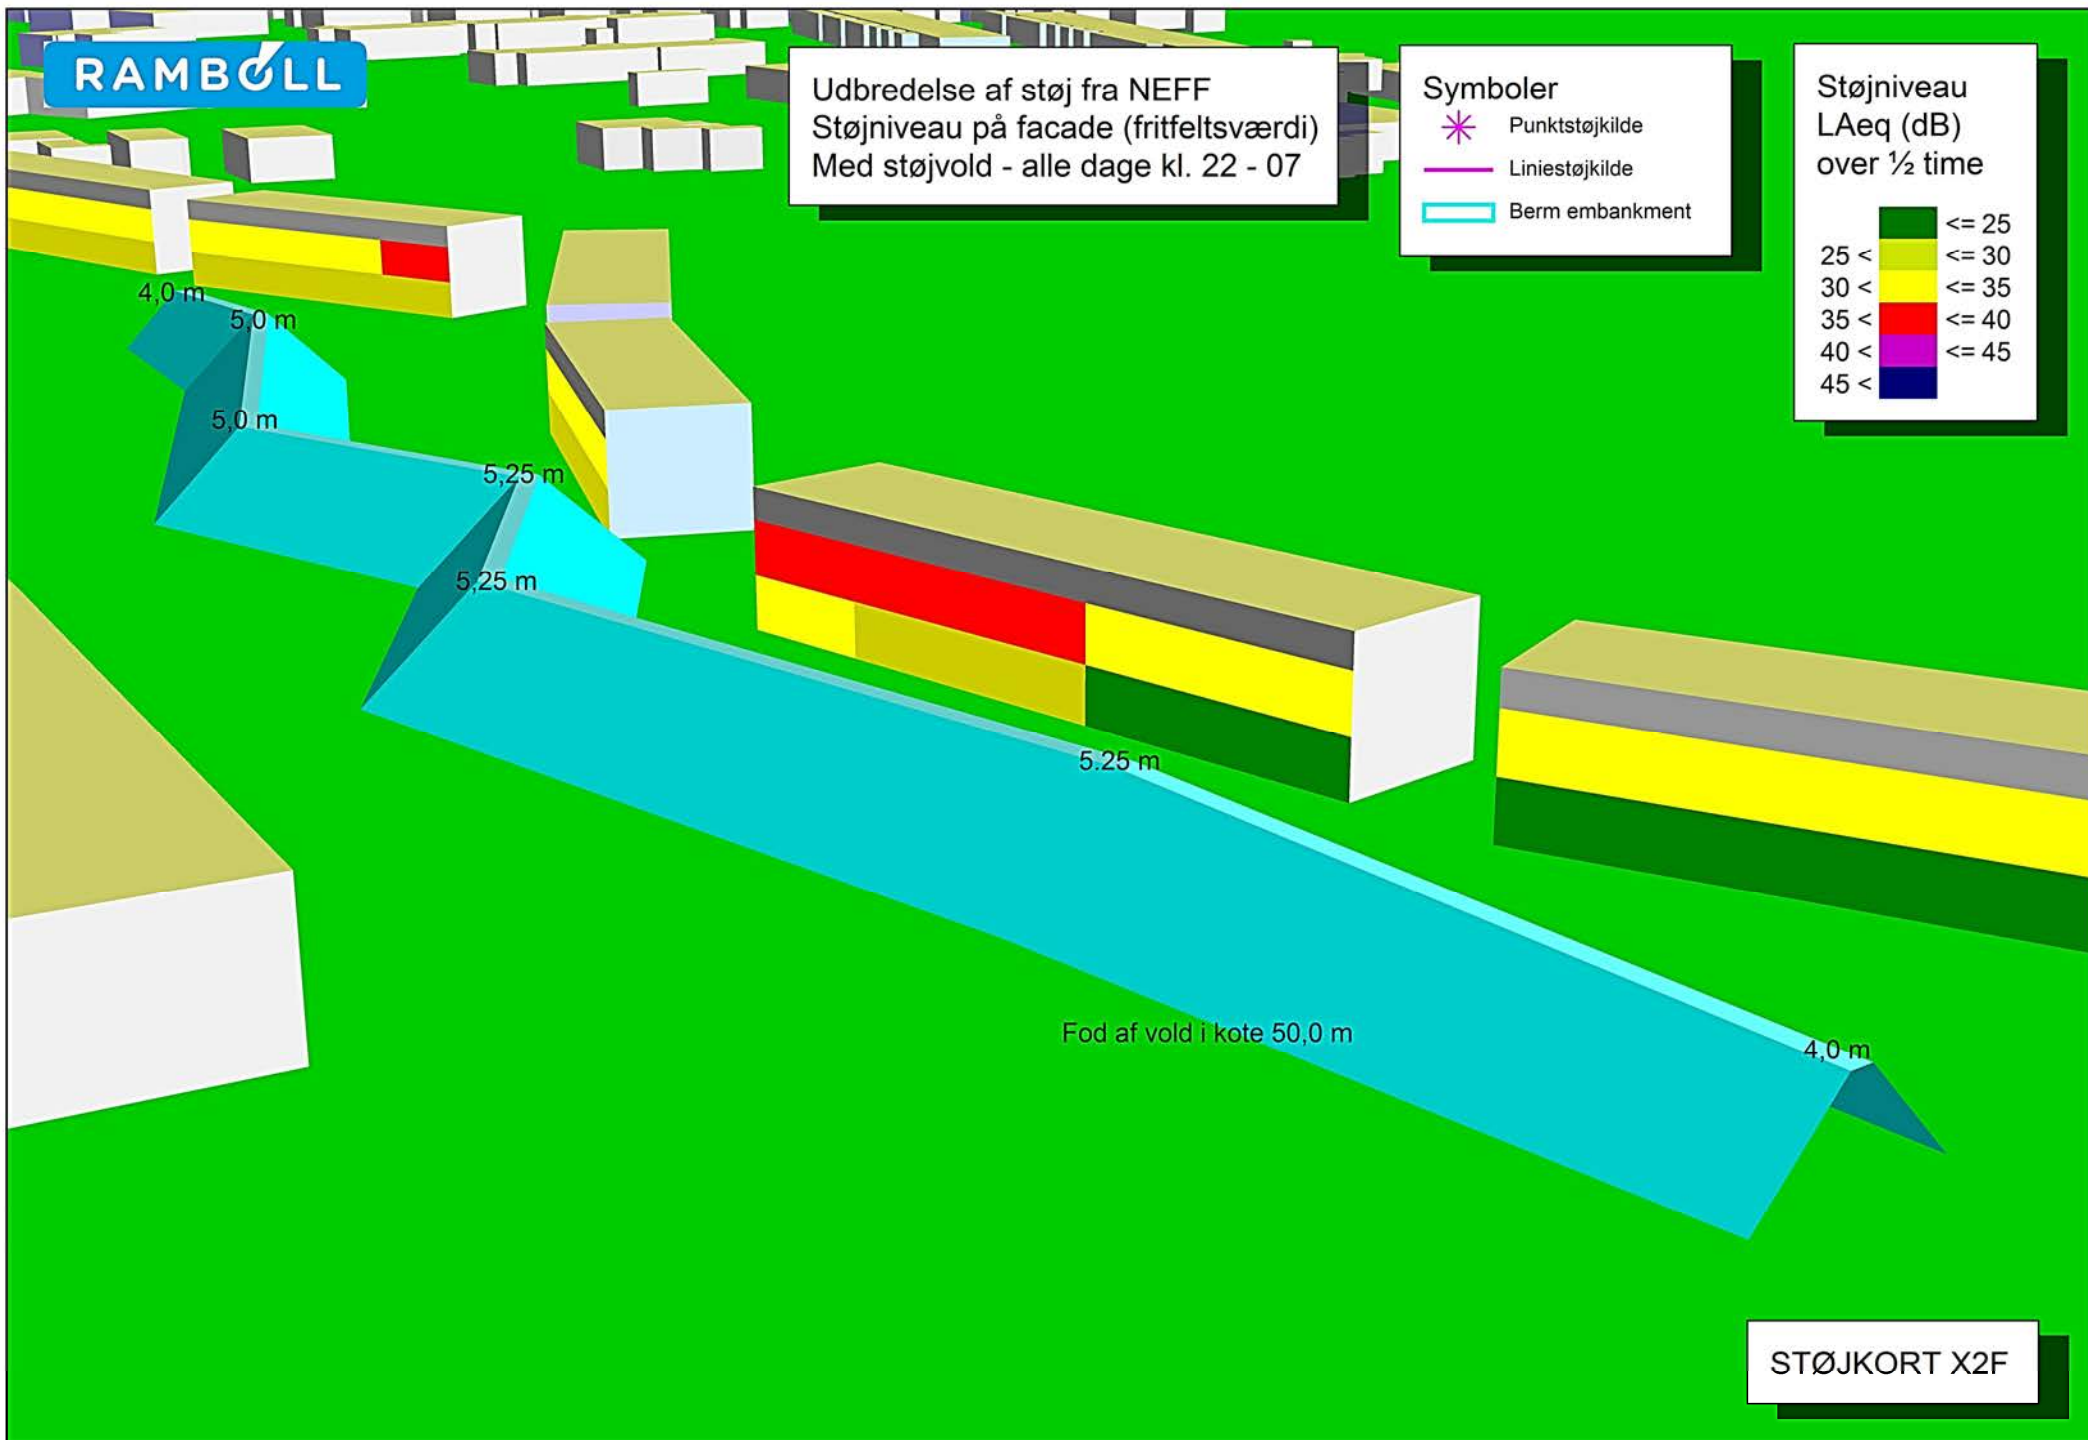 RAMBOLL
Udbredelse af støj fra NEFF
Støjniveau på facade (fritfeltsværdi)
Med støjvold - alle dage kl. 22 - 07
Symboler
Punktstøjkilde
Liniestøjkilde
Berm embankment
Støjniveau
LAeq (dB)
over ½ time
<= 25
25 < <= 30
30 < <= 35
35 < <= 40
40 < <= 45
45 <
4,0 m
5,0 m
5,0 m
5,25 m
5,25 m
5.25 m
Fod af vold i kote 50,0 m
4,0 m
STØJKORT X2F